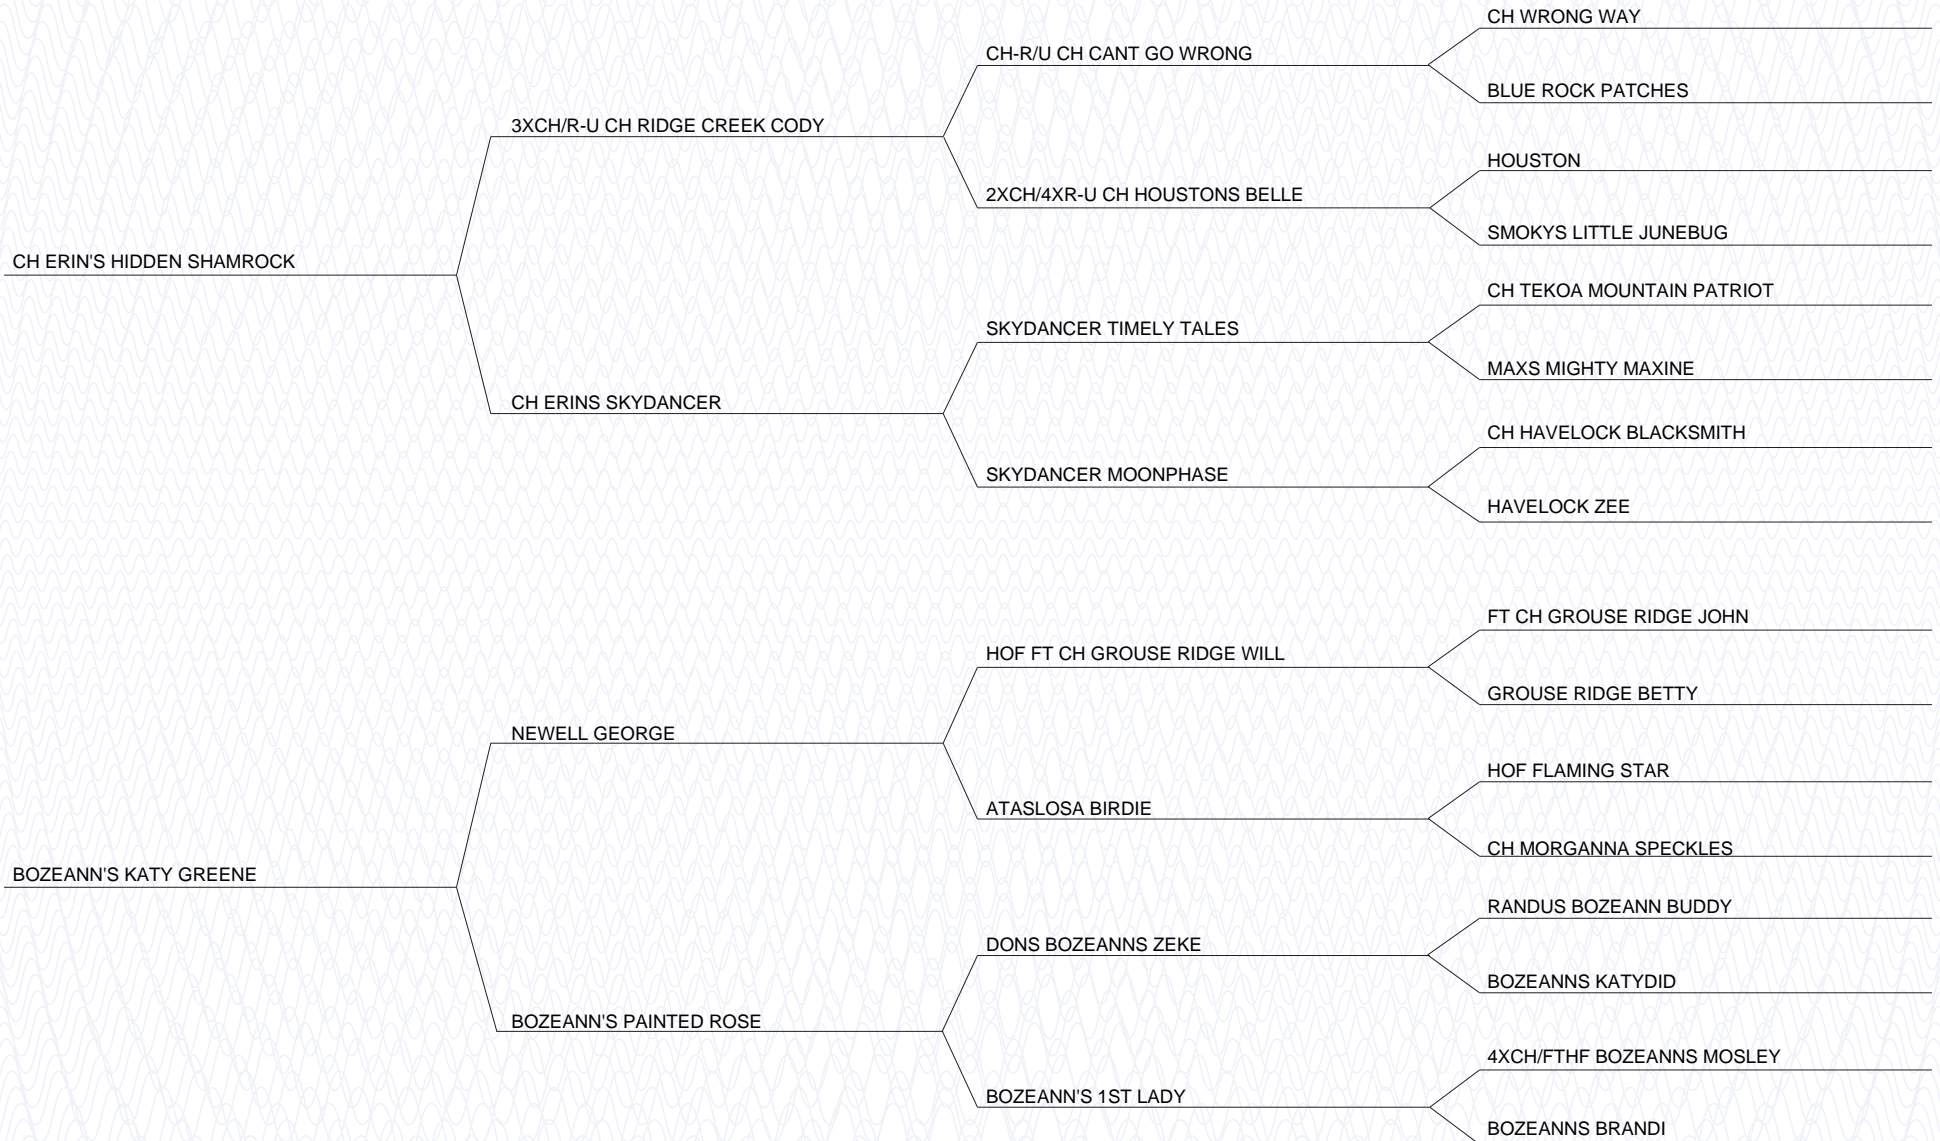 CH WRONG WAY
CH-R/U CH CANT GO WRONG
BLUE ROCK PATCHES
3XCH/R-U CH RIDGE CREEK CODY
HOUSTON
2XCH/4XR-U CH HOUSTONS BELLE
SMOKYS LITTLE JUNEBUG
CH ERIN'S HIDDEN SHAMROCK
CH TEKOA MOUNTAIN PATRIOT
SKYDANCER TIMELY TALES
MAXS MIGHTY MAXINE
CH ERINS SKYDANCER
CH HAVELOCK BLACKSMITH
SKYDANCER MOONPHASE
HAVELOCK ZEE
FT CH GROUSE RIDGE JOHN
HOF FT CH GROUSE RIDGE WILL
GROUSE RIDGE BETTY
NEWELL GEORGE
HOF FLAMING STAR
ATASLOSA BIRDIE
CH MORGANNA SPECKLES
BOZEANN'S KATY GREENE
RANDUS BOZEANN BUDDY
DONS BOZEANNS ZEKE
BOZEANNS KATYDID
BOZEANN'S PAINTED ROSE
4XCH/FTHF BOZEANNS MOSLEY
BOZEANN'S 1ST LADY
BOZEANNS BRANDI